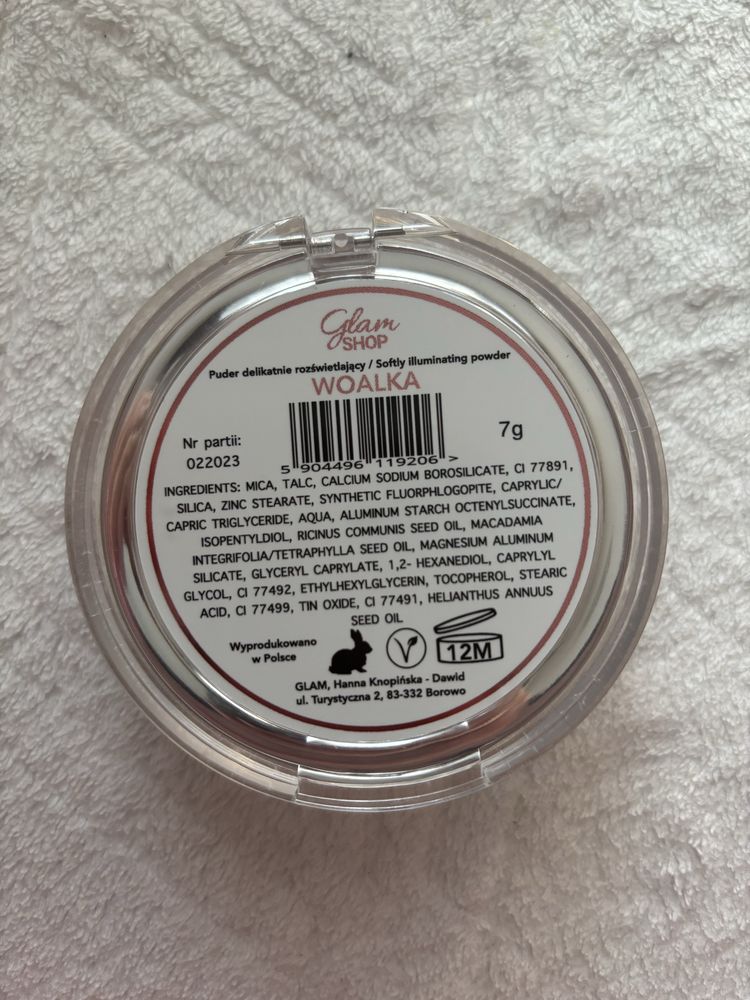 Glam
SHOP
Puder delikatnie rozświetlający / Softly illuminating powder
WOALKA
Nr partii:
022023
7g
5 904496 119206 >
INGREDIENTS: MICA, TALC, CALCIUM SODIUM BOROSILICATE, CI 77891,
SILICA, ZINC STEARATE, SYNTHETIC FLUORPHLOGOPITE, CAPRYLIC/
CAPRIC TRIGLYCERIDE, AQUA, ALUMINUM STARCH OCTENYLSUCCINATE,
ISOPENTYLDIOL, RICINUS COMMUNIS SEED OIL, MACADAMIA
INTEGRIFOLIA/TETRAPHYLLA SEED OIL, MAGNESIUM ALUMINUM
SILICATE, GLYCERYL CAPRYLATE, 1,2- HEXANEDIOL, CAPRYLYL
GLYCOL, CI 77492, ETHYLHEXYLGLYCERIN, TOCOPHEROL, STEARIC
ACID, CI 77499, TIN OXIDE, CI 77491, HELIANTHUS ANNUUS
SEED OIL
Wyprodukowano
w Polsce
12M
GLAM, Hanna Knopińska - Dawid
ul. Turystyczna 2, 83-332 Borowo